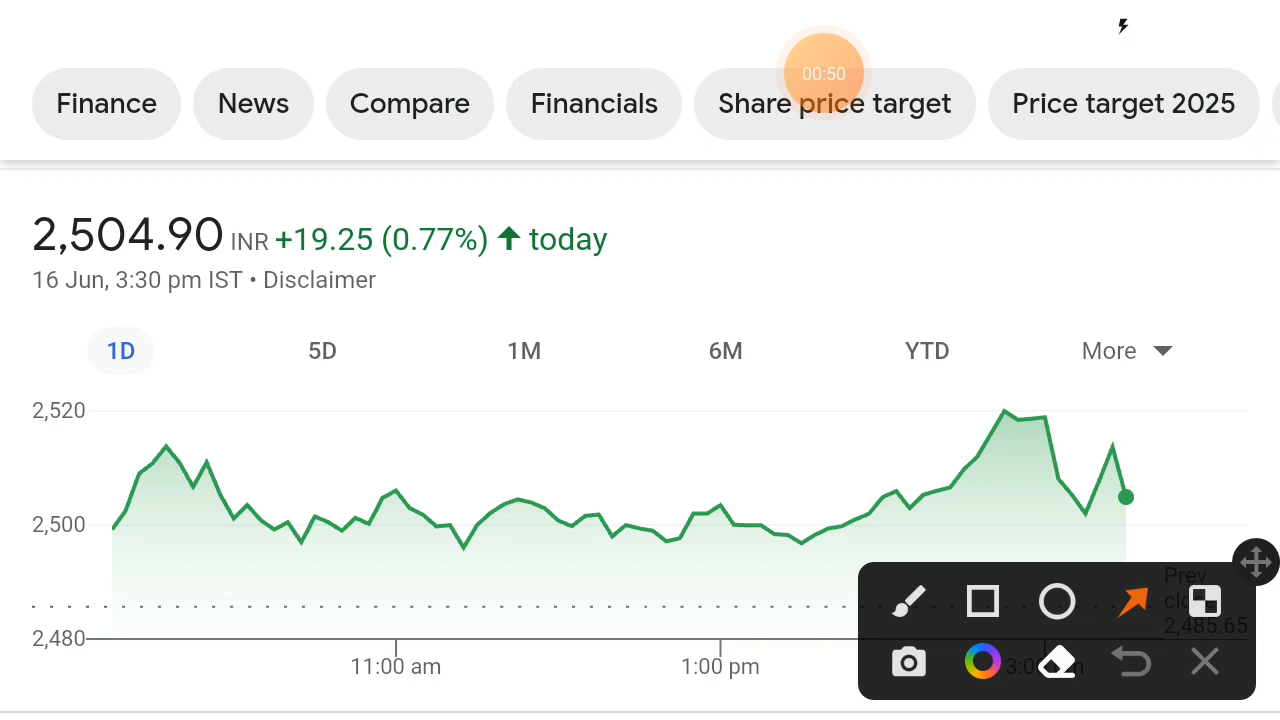 00:50
Finance News Compare Financials Share price target Price target 2025
2,504.90 INR +19.25 (0.77%) today
16 Jun, 3:30 pm IST • Disclaimer
1D 5D 1M 6M YTD More
2,520
2,500
2,480
Prev
2,485.65
11:00 am 1:00 pm